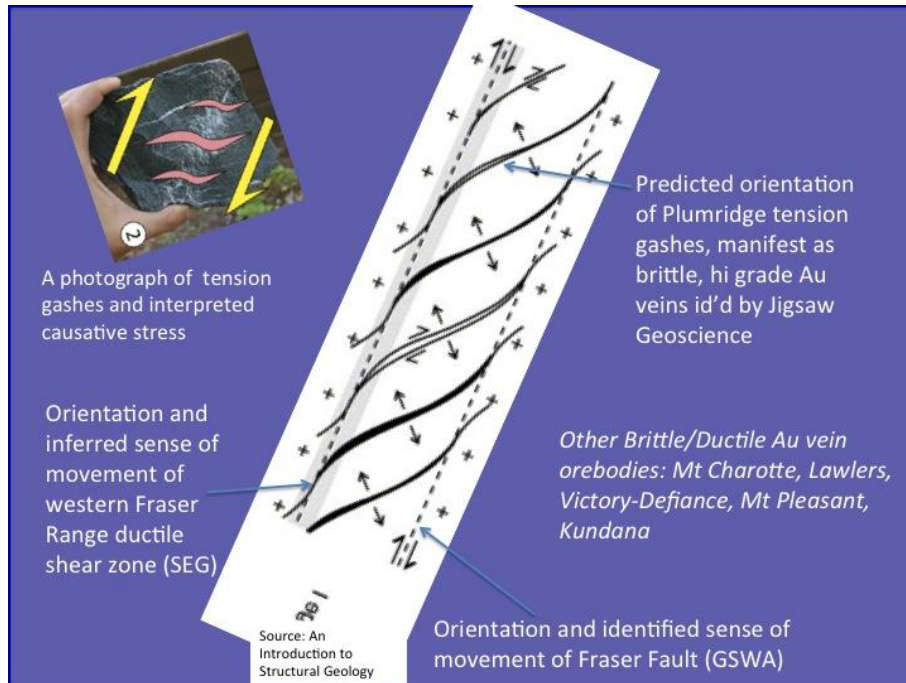 2
A photograph of tension
gashes and interpreted
causative stress
Predicted orientation
of Plumridge tension
gashes, manifest as
brittle, hi grade Au
veins id'd by Jigsaw
Geoscience
Orientation and
inferred sense of
movement of
western Fraser
Range ductile
shear zone (SEG)
Other Brittle/Ductile Au vein
orebodies: Mt Charotte, Lawlers,
Victory-Defiance, Mt Pleasant,
Kundana
Source: An
Introduction to
Structural Geology
Orientation and identified sense of
movement of Fraser Fault (GSWA)